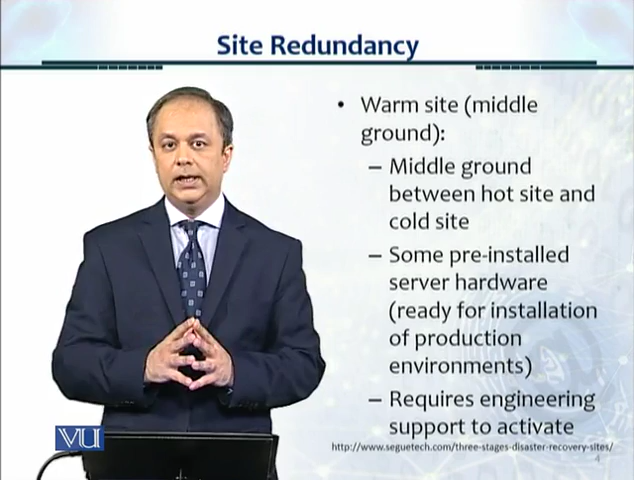 Site Redundancy
• Warm site (middle
ground):
– Middle ground
between hot site and
cold site
– Some pre-installed
server hardware
(ready for installation
of production
environments)
– Requires engineering
support to activate
http://www.seguetech.com/three-stages-disaster-recovery-sites/
4
VU